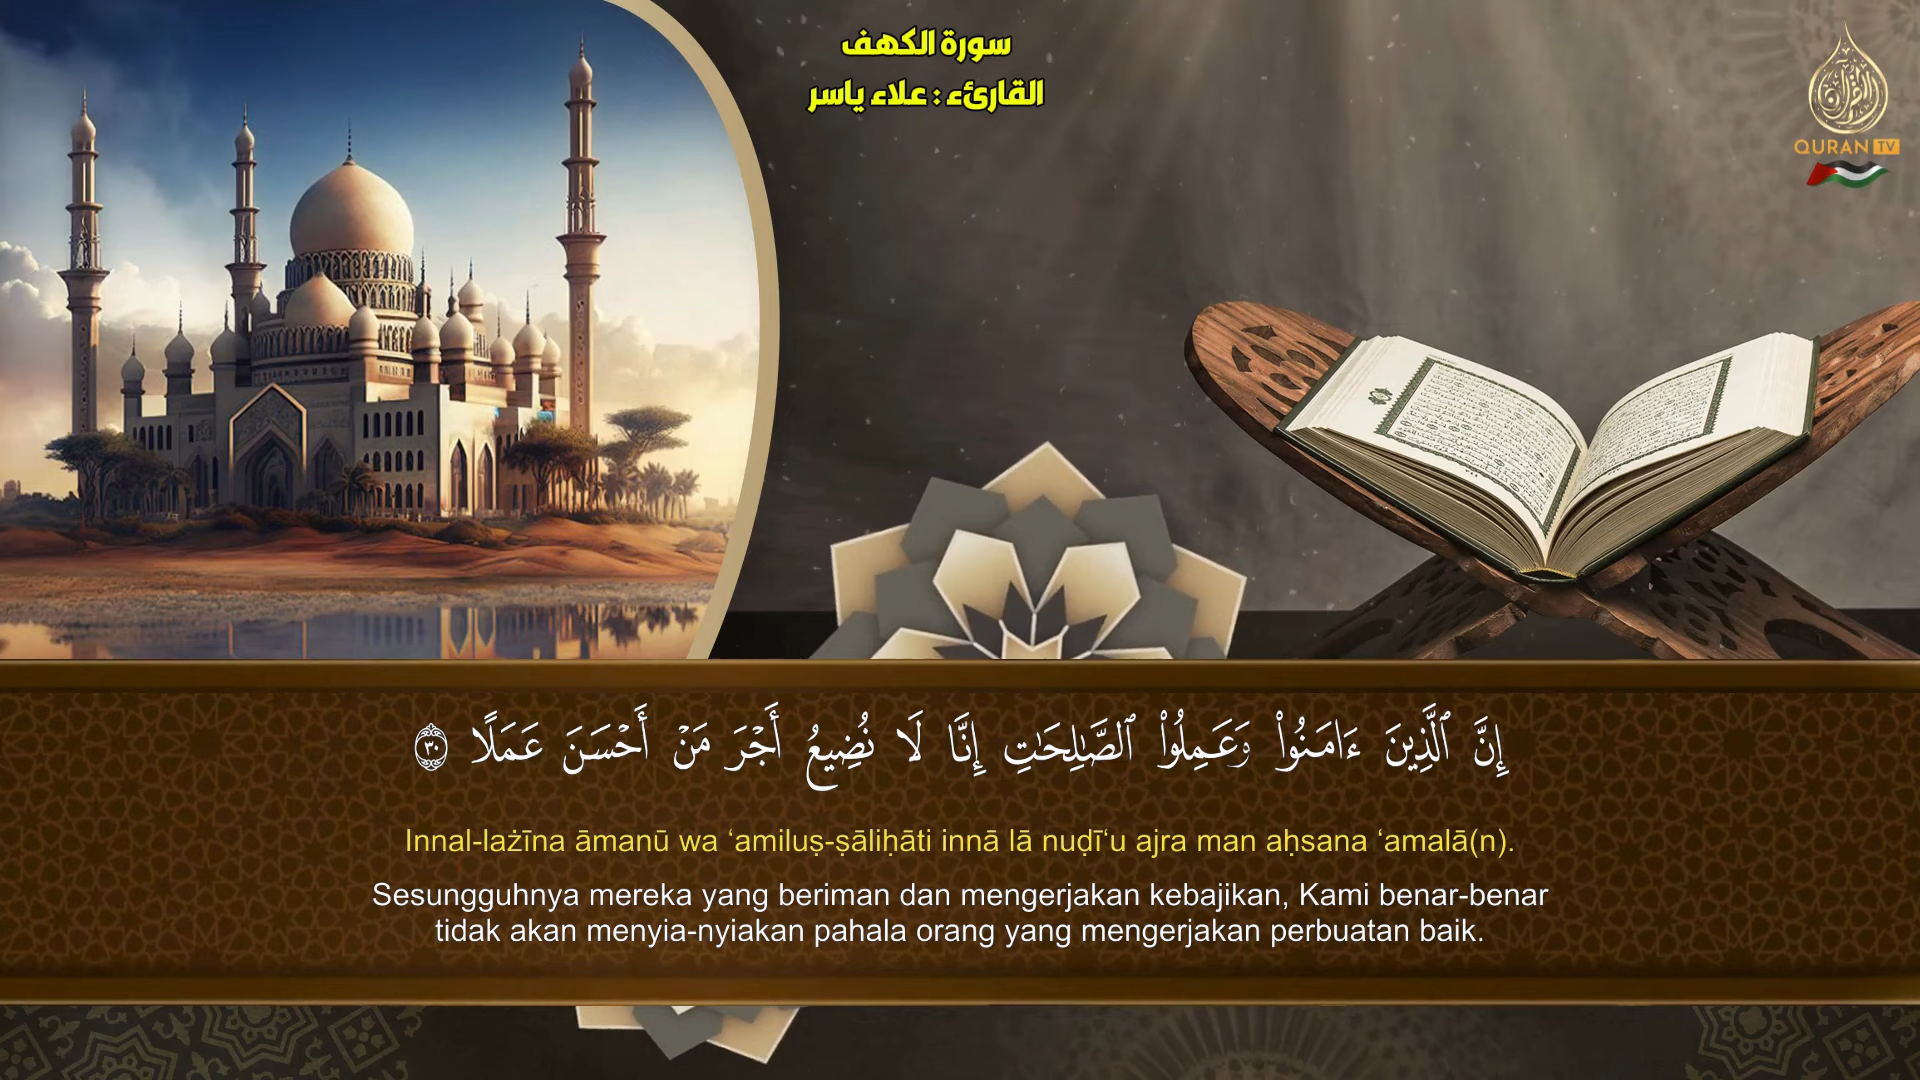 سورة الكهف
القارئء : علاء ياسر
QURAN TV
إِنَّ ٱلَّذِينَ ءَامَنُوا۟ وَعَمِلُوا۟ ٱلصَّـٰلِحَـٰتِ إِنَّا لَا نُضِيعُ أَجْرَ مَنْ أَحْسَنَ عَمَلًا ٣٠
Innal-lażīna āmanū wa ‘amiluṣ-ṣāliḥāti innā lā nuḍī‘u ajra man aḥsana ‘amalā(n).
Sesungguhnya mereka yang beriman dan mengerjakan kebajikan, Kami benar-benar
tidak akan menyia-nyiakan pahala orang yang mengerjakan perbuatan baik.